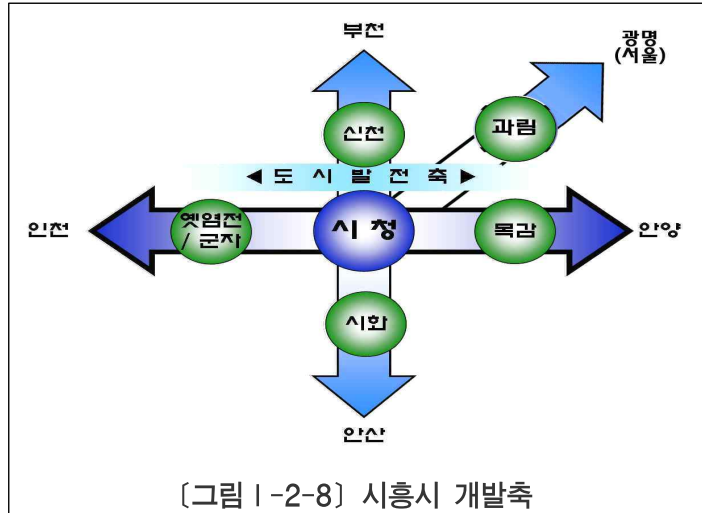 부천
광명
(서울)
신천
과림
◀ 도 시 발 전 축 ▶
인천
옛염전
/ 군자
시 청
목감
안양
시화
안산
〔그림 Ⅰ-2-8〕 시흥시 개발축